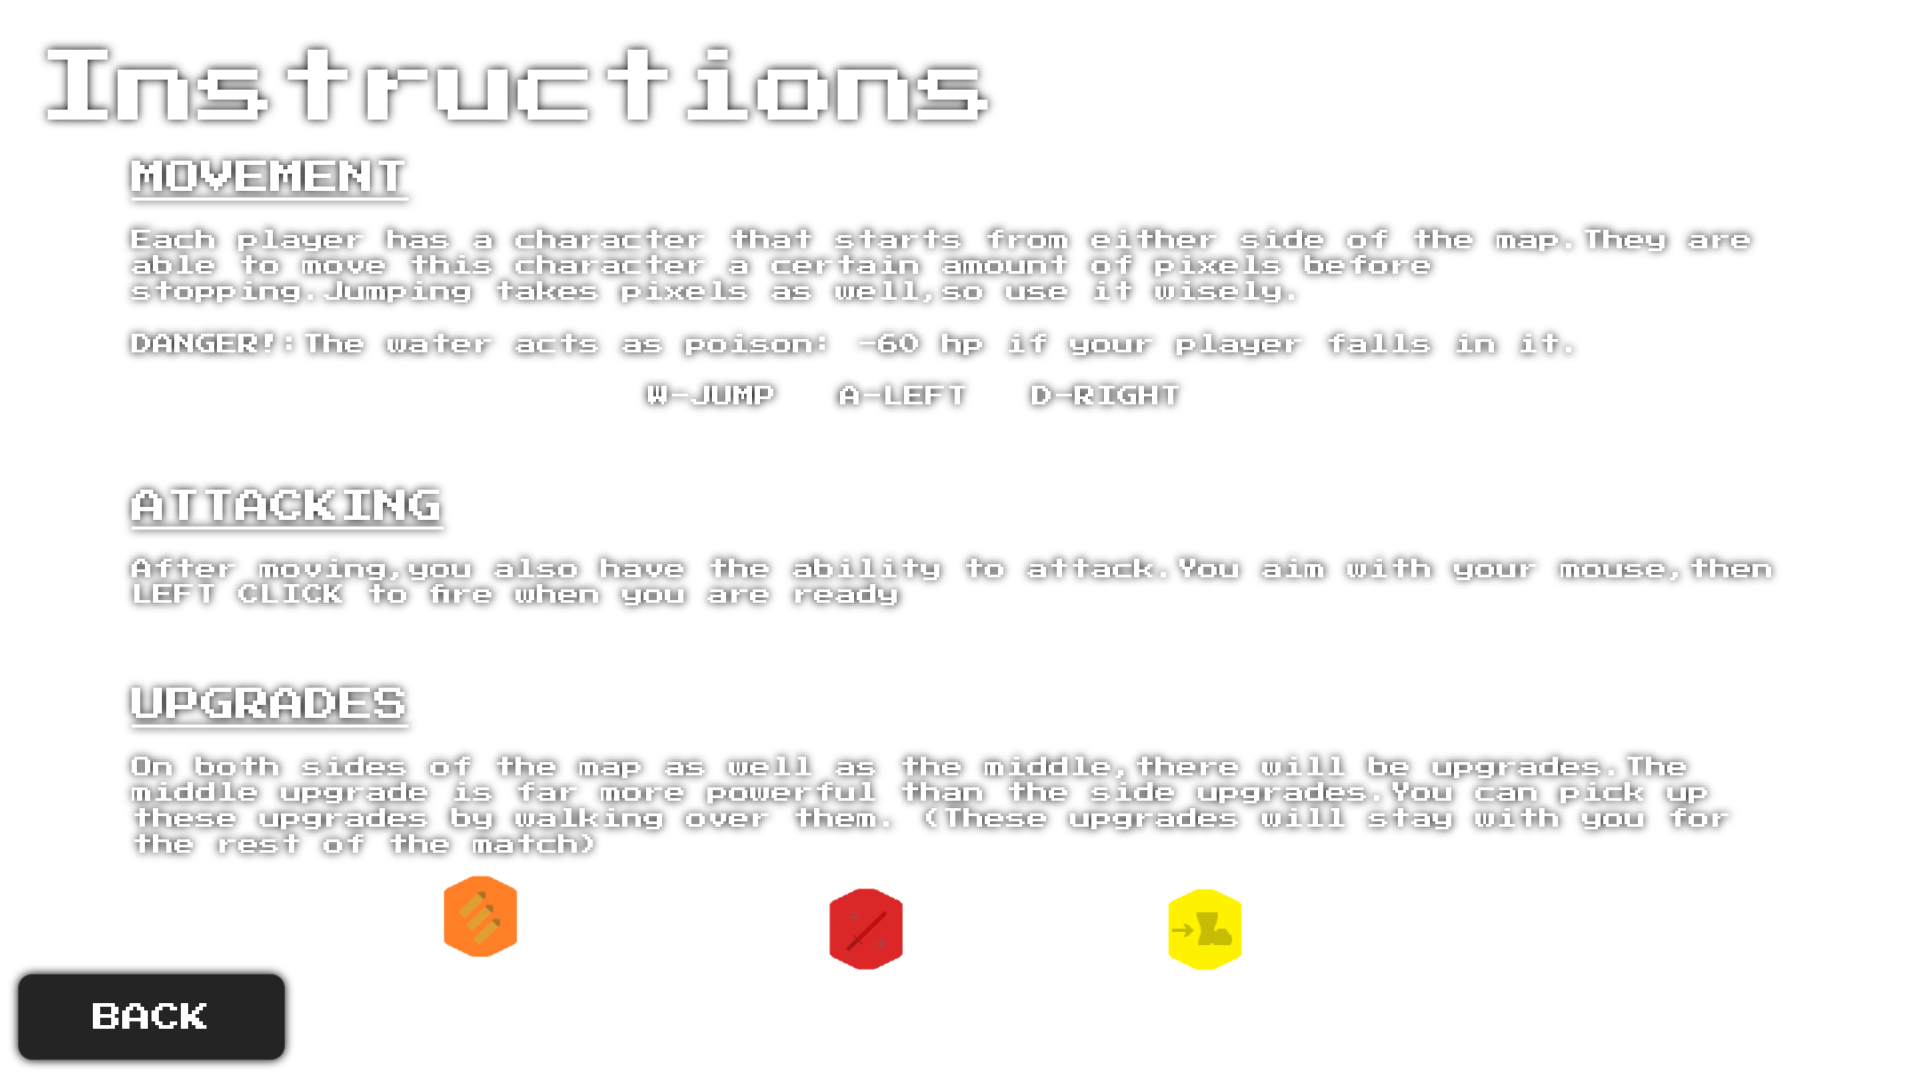 Instructions
MOVEMENT
Each player has a character that starts from either side of the map.They are
able to move this character a certain amount of pixels before
stopping.Jumping takes pixels as well,so use it wisely.
DANGER!:The water acts as poison: -60 hp if your player falls in it.
W-JUMP A-LEFT D-RIGHT
ATTACKING
After moving,you also have the ability to attack.You aim with your mouse,then
LEFT CLICK to fire when you are ready
UPGRADES
On both sides of the map as well as the middle,there will be upgrades.The
middle upgrade is far more powerful than the side upgrades.You can pick up
these upgrades by walking over them. (These upgrades will stay with you for
the rest of the match)
BACK